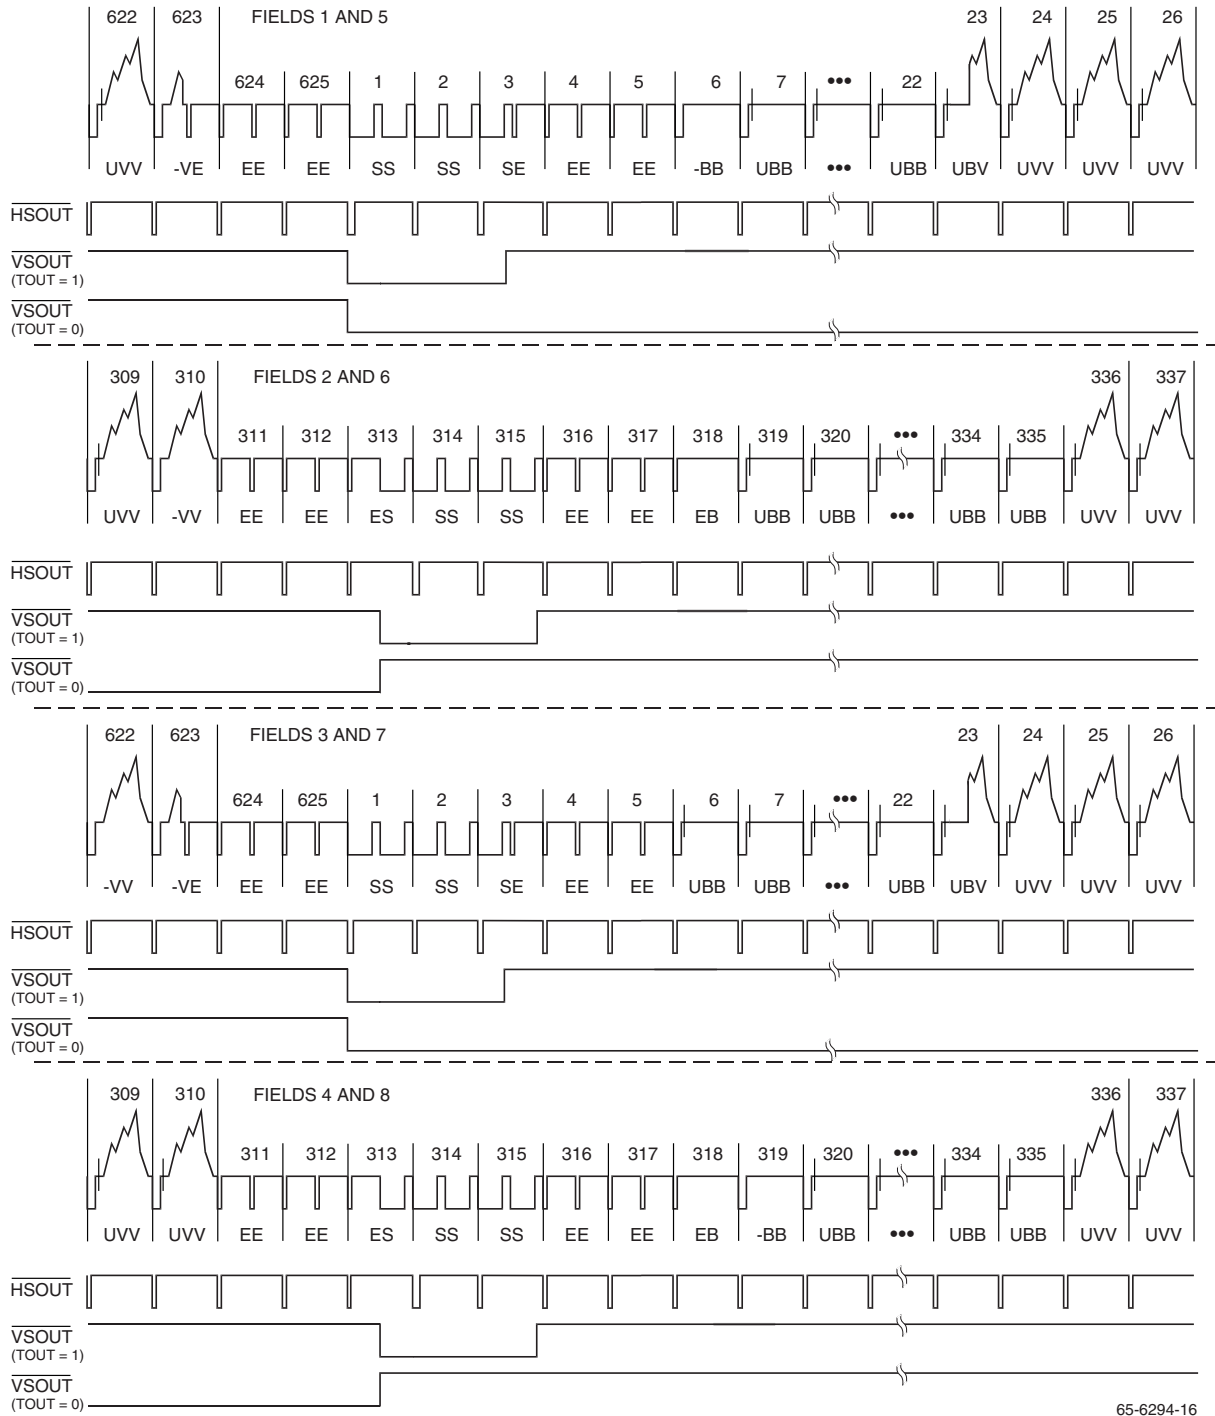 622 623 FIELDS 1 AND 5 23 24 25 26
624 625 1 2 3 4 5 6 7 ••• 22
UVV -VE EE EE SS SS SE EE EE -BB UBB ••• UBB UBV UVV UVV UVV
HSOUT
VSOUT
(TOUT = 1)
VSOUT
(TOUT = 0)
309 310 FIELDS 2 AND 6 336 337
311 312 313 314 315 316 317 318 319 320 ••• 334 335
UVV -VV EE EE ES SS SS EE EE EB UBB UBB ••• UBB UBB UVV UVV
HSOUT
VSOUT
(TOUT = 1)
VSOUT
(TOUT = 0)
622 623 FIELDS 3 AND 7 23 24 25 26
624 625 1 2 3 4 5 6 7 ••• 22
-VV -VE EE EE SS SS SE EE EE UBB UBB ••• UBB UBV UVV UVV UVV
HSOUT
VSOUT
(TOUT = 1)
VSOUT
(TOUT = 0)
309 310 FIELDS 4 AND 8 336 337
311 312 313 314 315 316 317 318 319 320 ••• 334 335
UVV UVV EE EE ES SS SS EE EE EB -BB UBB ••• UBB UBB UVV UVV
HSOUT
VSOUT
(TOUT = 1)
VSOUT
(TOUT = 0)
65-6294-16